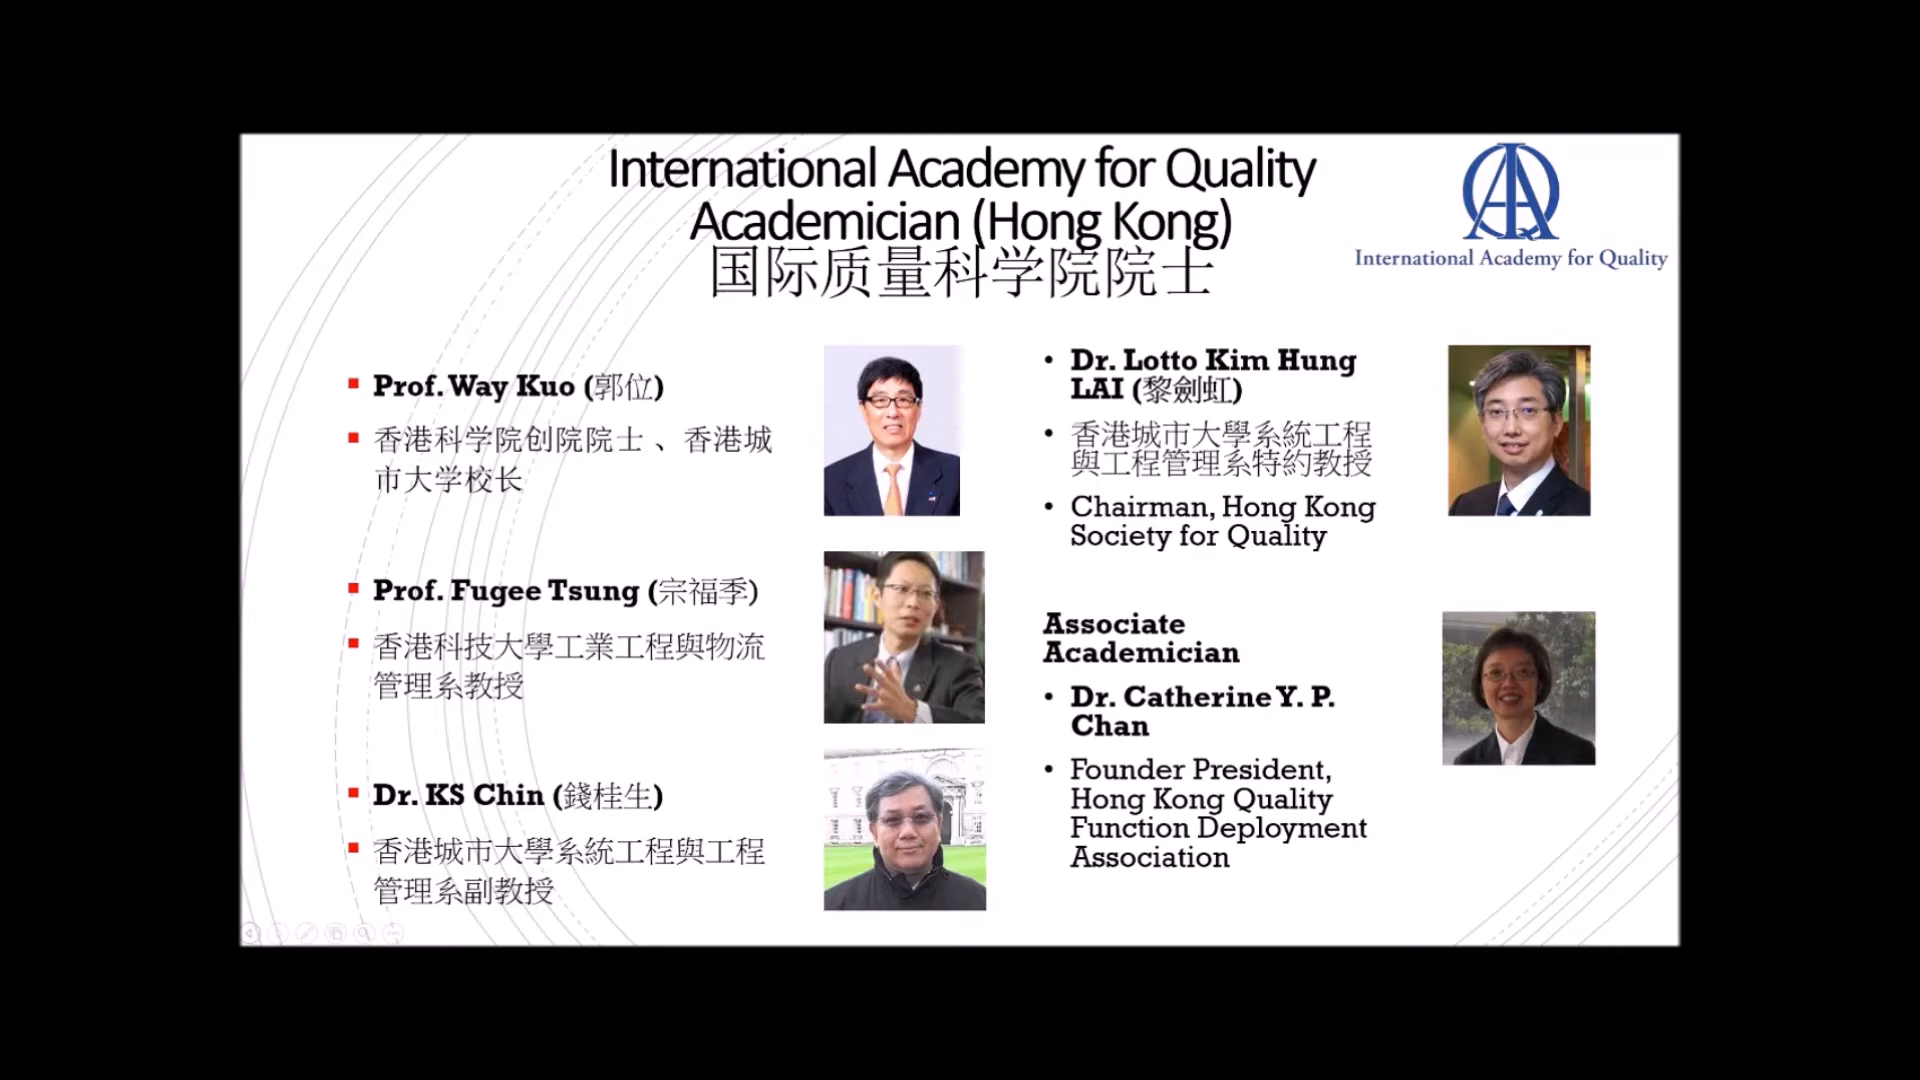 International Academy for Quality
Academician (Hong Kong)
国际质量科学院院士
IAQ
International Academy for Quality
Prof. Way Kuo (郭位)
香港科学院创院院士 、香港城
市大学校长
Prof. Fugee Tsung (宗福季)
香港科技大學工業工程與物流
管理系教授
Dr. KS Chin (錢桂生)
香港城市大學系統工程與工程
管理系副教授
Dr. Lotto Kim Hung
LAI (黎劍虹)
香港城市大學系統工程
與工程管理系特約教授
Chairman, Hong Kong
Society for Quality
Associate
Academician
Dr. Catherine Y. P.
Chan
Founder President,
Hong Kong Quality
Function Deployment
Association